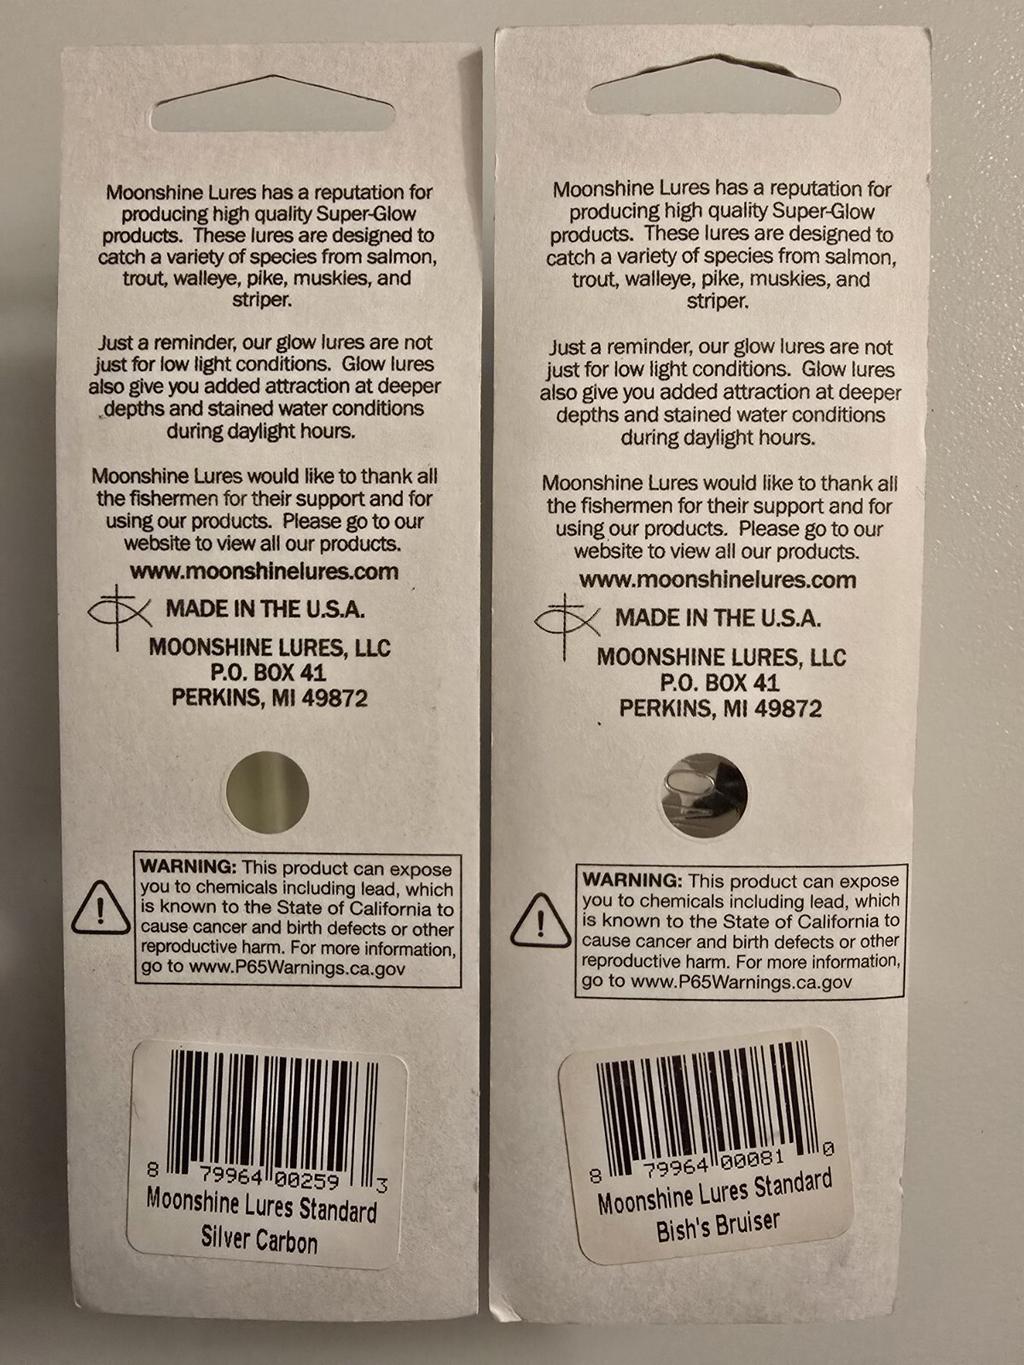 Moonshine Lures has a reputation for
producing high quality Super-Glow
products. These lures are designed to
catch a variety of species from salmon,
trout, walleye, pike, muskies, and
striper.
Just a reminder, our glow lures are not
just for low light conditions. Glow lures
also give you added attraction at deeper
depths and stained water conditions
during daylight hours.
Moonshine Lures would like to thank all
the fishermen for their support and for
using our products. Please go to our
website to view all our products.
www.moonshinelures.com
MADE IN THE U.S.A.
MOONSHINE LURES, LLC
P.O. BOX 41
PERKINS, MI 49872
WARNING: This product can expose
you to chemicals including lead, which
is known to the State of California to
cause cancer and birth defects or other
reproductive harm. For more information,
go to www.P65Warnings.ca.gov
8 79964 00259 3
Moonshine Lures Standard
Silver Carbon
Moonshine Lures has a reputation for
producing high quality Super-Glow
products. These lures are designed to
catch a variety of species from salmon,
trout, walleye, pike, muskies, and
striper.
Just a reminder, our glow lures are not
just for low light conditions. Glow lures
also give you added attraction at deeper
depths and stained water conditions
during daylight hours.
Moonshine Lures would like to thank all
the fishermen for their support and for
using our products. Please go to our
website to view all our products.
www.moonshinelures.com
MADE IN THE U.S.A.
MOONSHINE LURES, LLC
P.O. BOX 41
PERKINS, MI 49872
WARNING: This product can expose
you to chemicals including lead, which
is known to the State of California to
cause cancer and birth defects or other
reproductive harm. For more information,
go to www.P65Warnings.ca.gov
8 79964 00081 0
Moonshine Lures Standard
Bish's Bruiser